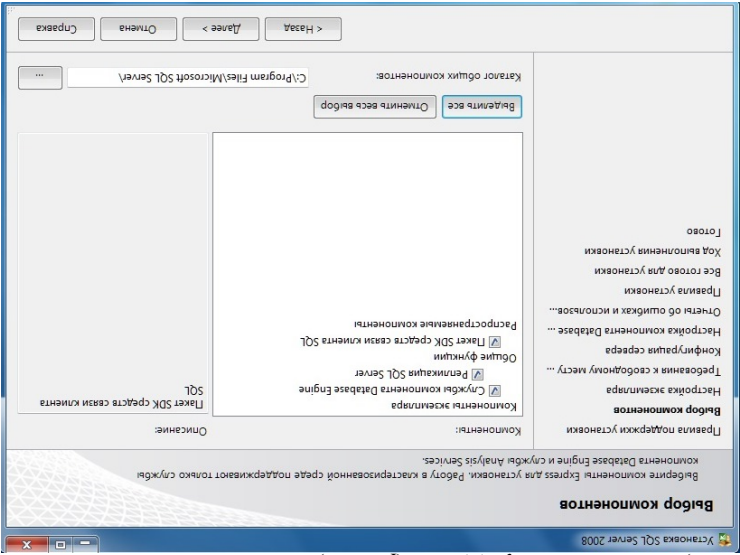 Установка SQL Server 2008
Выбор компонентов
Выберите компоненты Express для установки. Работу в кластеризованной среде поддерживают только службы
компонента Database Engine и службы Analysis Services.
Правила поддержки установки
Выбор компонентов
Настройка экземпляра
Требования к свободному месту ...
Конфигурация сервера
Настройка компонента Database ...
Отчеты об ошибках и использов...
Правила установки
Все готово для установки
Ход выполнения установки
Готово
Компоненты:
Компоненты экземпляра
Службы компонента Database Engine
Репликация SQL Server
Общие функции
Пакет SDK средств связи клиента SQL
Распространяемые компоненты
Описание:
Пакет SDK средств связи клиента
SQL
Выделить все
Отменить весь выбор
Каталог общих компонентов:
C:\Program Files\Microsoft SQL Server\
...
< Назад
Далее >
Отмена
Справка